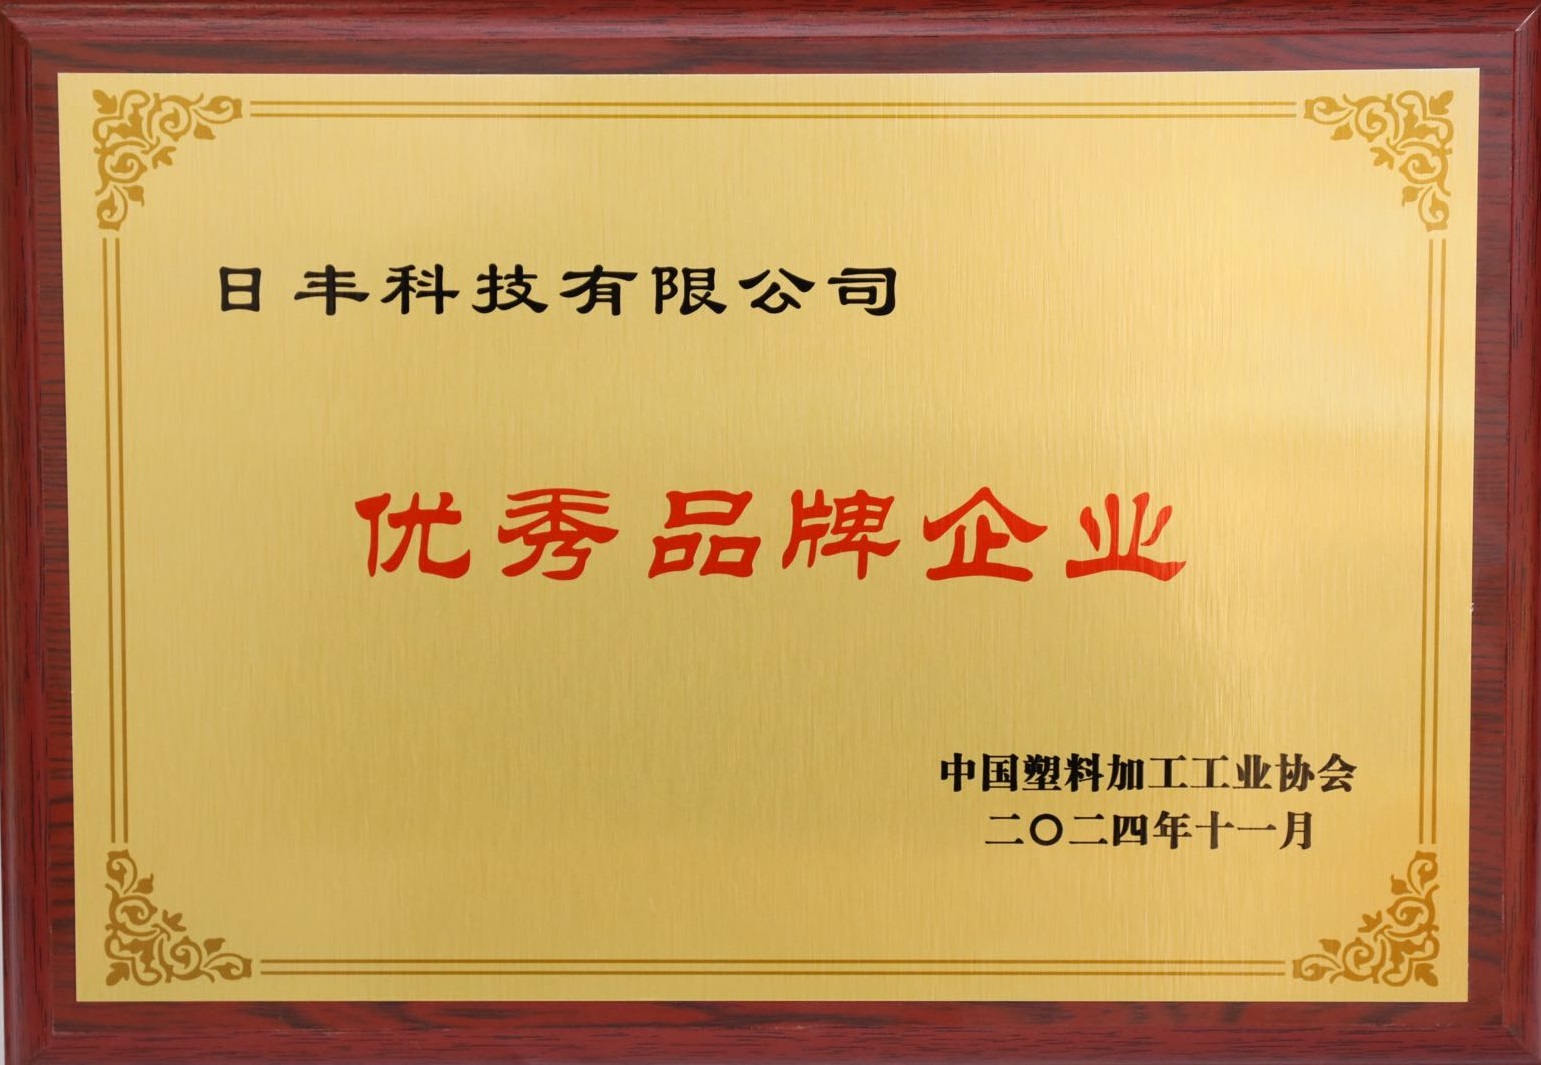 日丰科技有限公司
优秀品牌企业
中国塑料加工工业协会
二〇二四年十一月